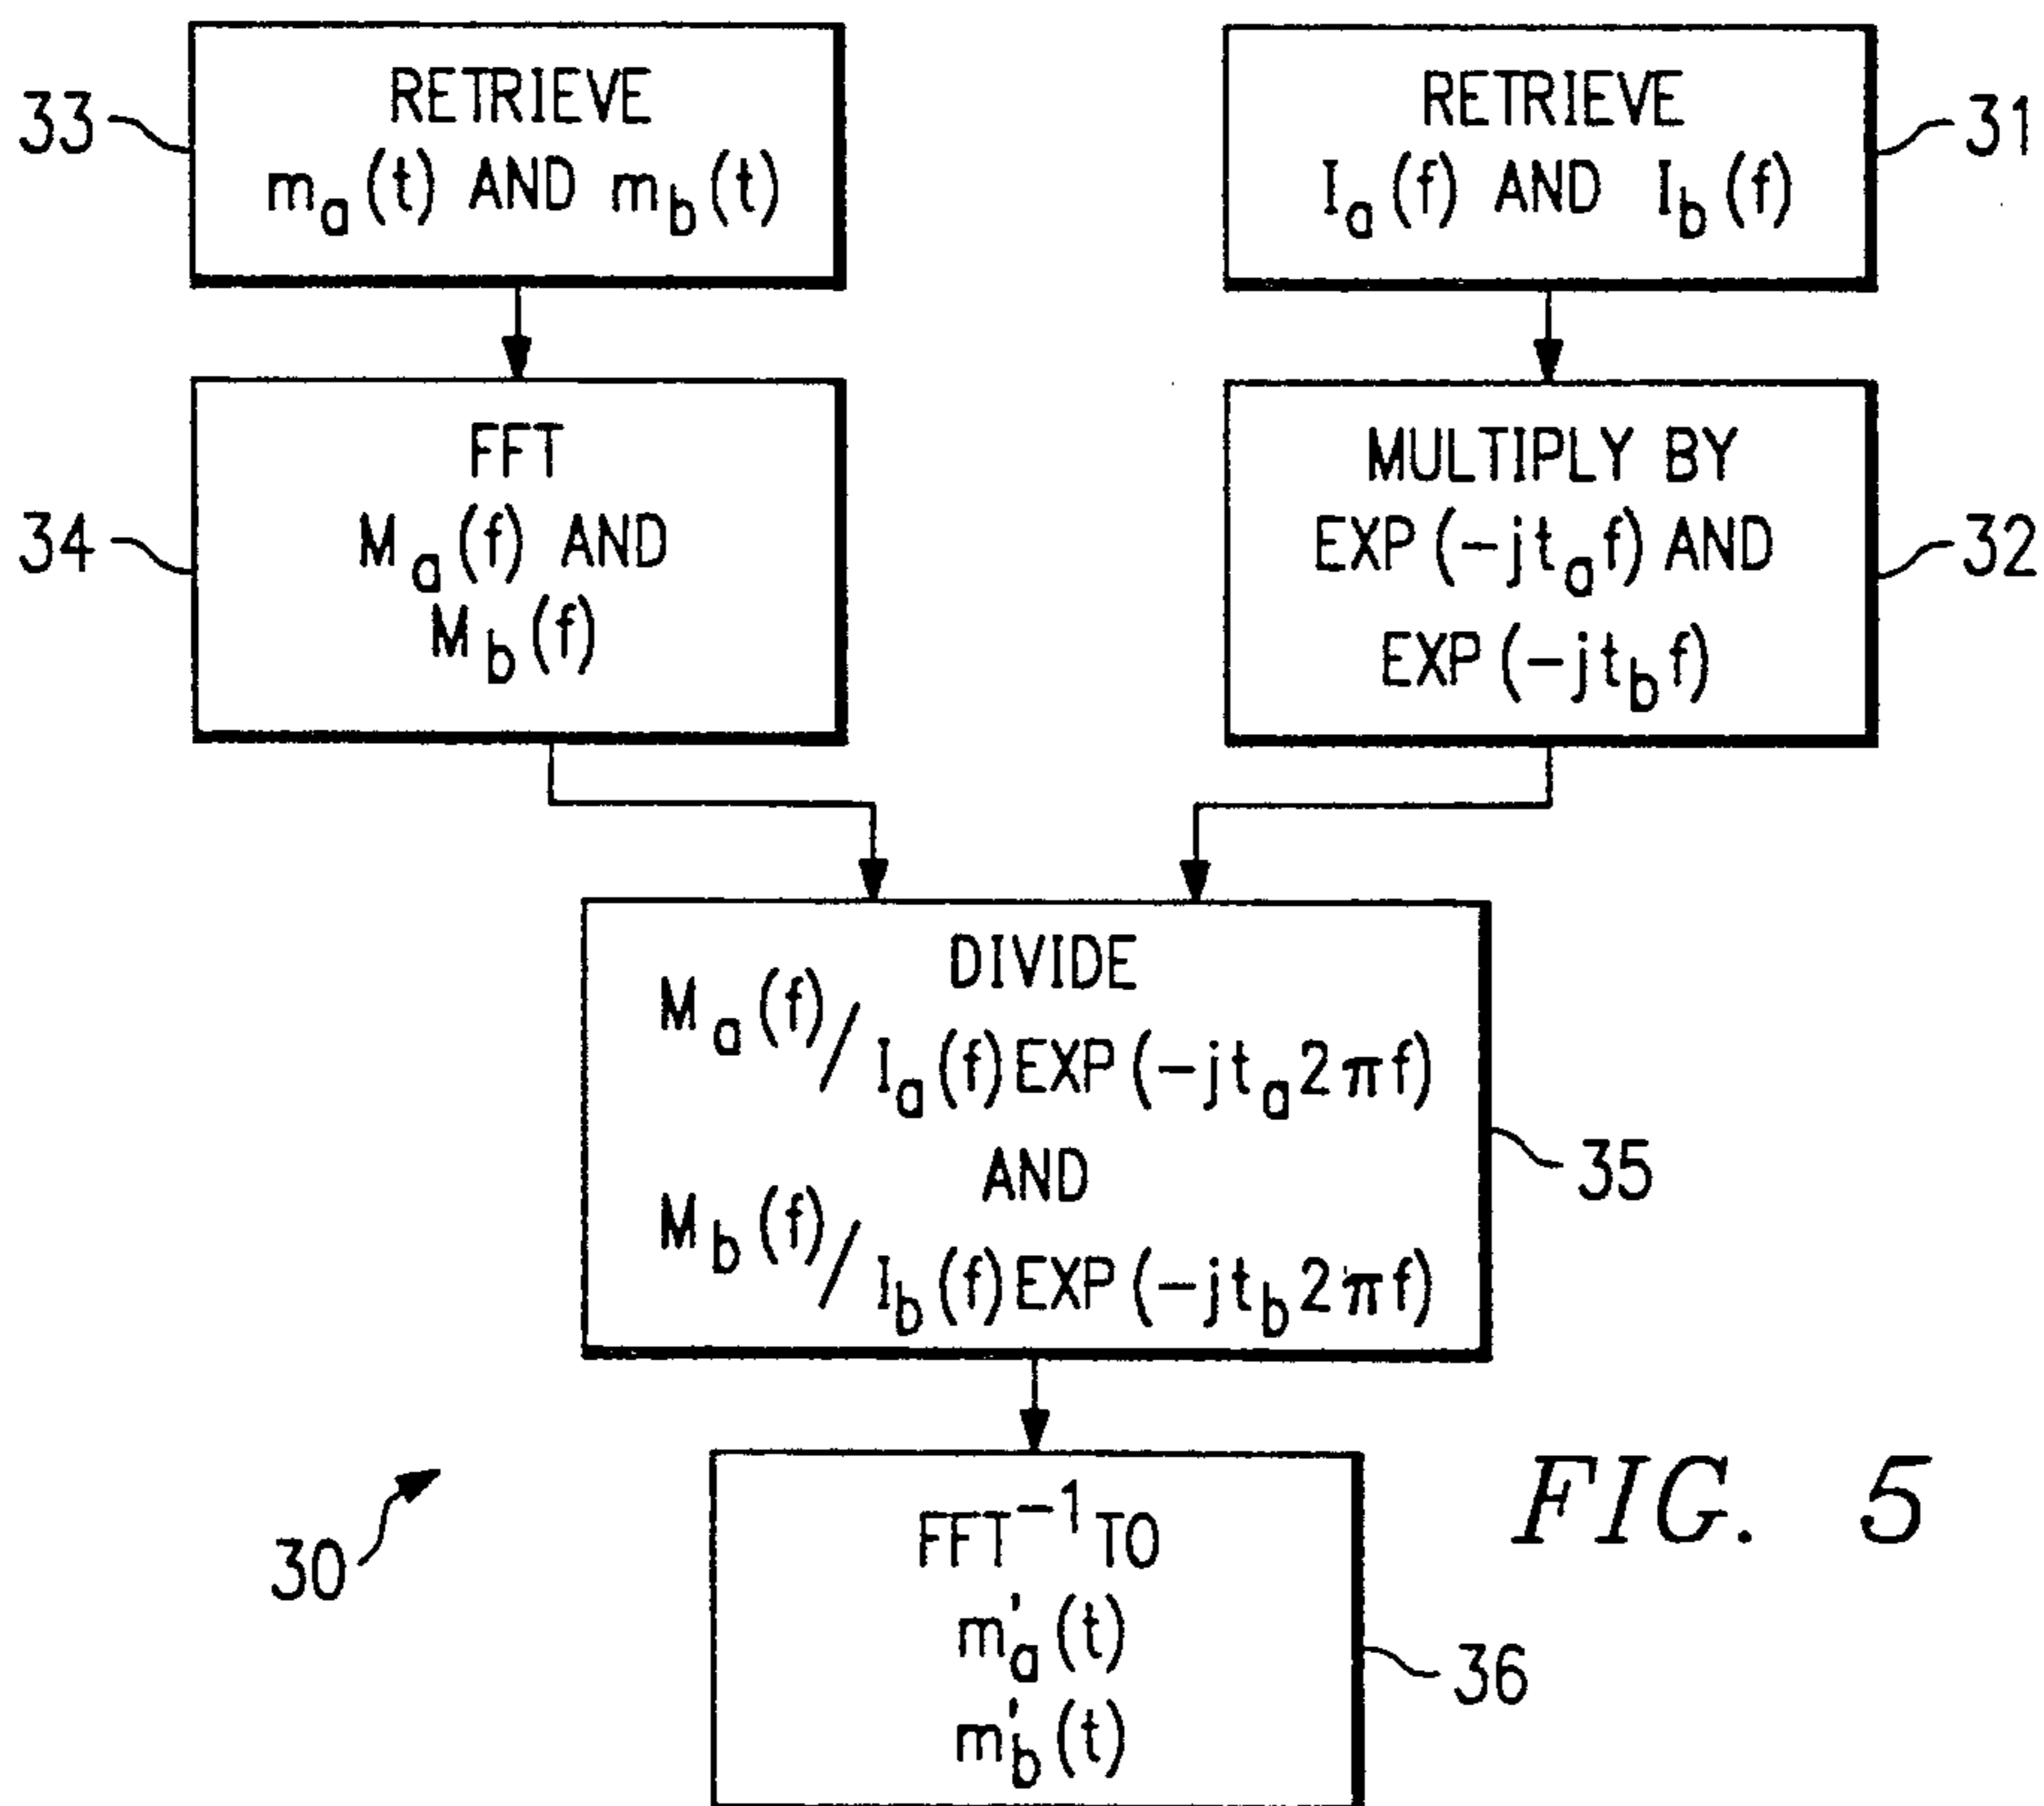 33
RETRIEVE
mₐ(t) AND m_b(t)
RETRIEVE
Iₐ(f) AND I_b(f)
31
34
FFT
Mₐ(f) AND
M_b(f)
MULTIPLY BY
EXP(-jtₐf) AND
EXP(-jt_bf)
32
DIVIDE
Mₐ(f)/Iₐ(f)EXP(-jtₐ2πf)
AND
M_b(f)/I_b(f)EXP(-jt_b2πf)
35
30
FFT⁻¹ TO
m'ₐ(t)
m'_b(t)
36
FIG. 5